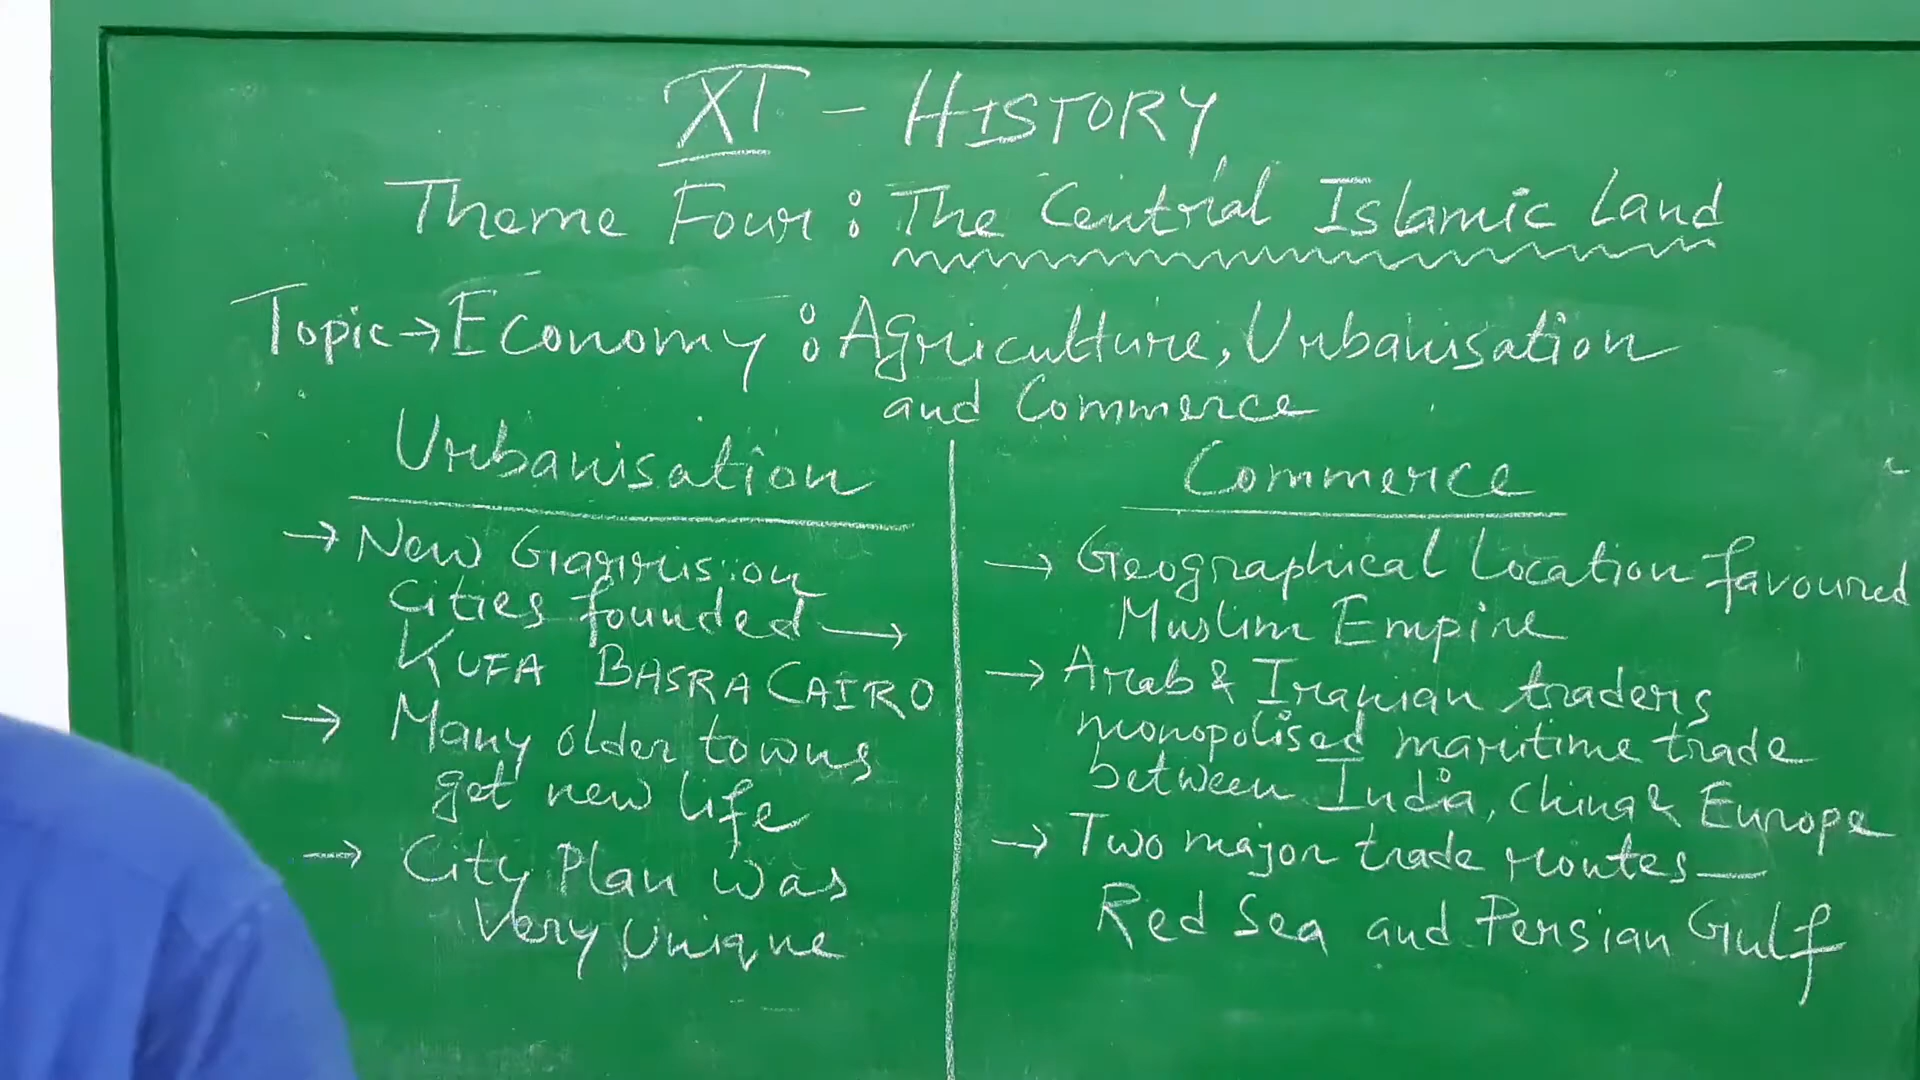 XI - HISTORY
Theme Four : The Central Islamic Land
Topic → Economy : Agriculture, Urbanisation
and Commerce
Urbanisation
→ New Garrison
Cities founded →
KUFA BASRA CAIRO
→ Many older towns
get new life
→ City Plan was
Very Unique
Commerce
→ Geographical Location favoured
Muslim Empire
→ Arab & Iranian traders
monopolised maritime trade
between India, China & Europe
→ Two major trade routes —
Red Sea and Persian Gulf